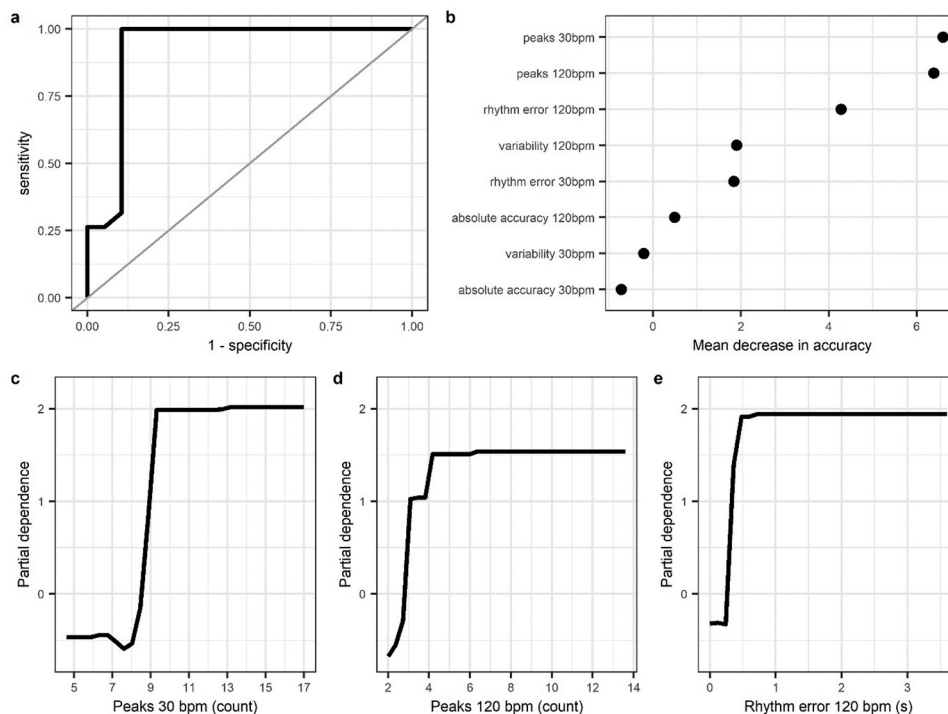 a
1.00
0.75
0.50
0.25
0.00
sensitivity
0.00 0.25 0.50 0.75 1.00
1 - specificity
b
peaks 30bpm
peaks 120bpm
rhythm error 120bpm
variability 120bpm
rhythm error 30bpm
absolute accuracy 120bpm
variability 30bpm
absolute accuracy 30bpm
0 2 4 6
Mean decrease in accuracy
c
2
1
0
Partial dependence
5 7 9 11 13 15 17
Peaks 30 bpm (count)
d
2
1
0
Partial dependence
2 4 6 8 10 12 14
Peaks 120 bpm (count)
e
2
1
0
Partial dependence
0 1 2 3
Rhythm error 120 bpm (s)